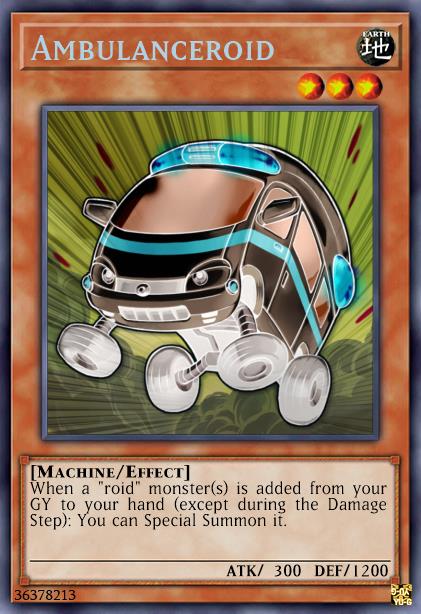 AMBULANCEROID
EARTH
地
[MACHINE/EFFECT]
When a "roid" monster(s) is added from your
GY to your hand (except during the Damage
Step): You can Special Summon it.
ATK/ 300 DEF/1200
36378213